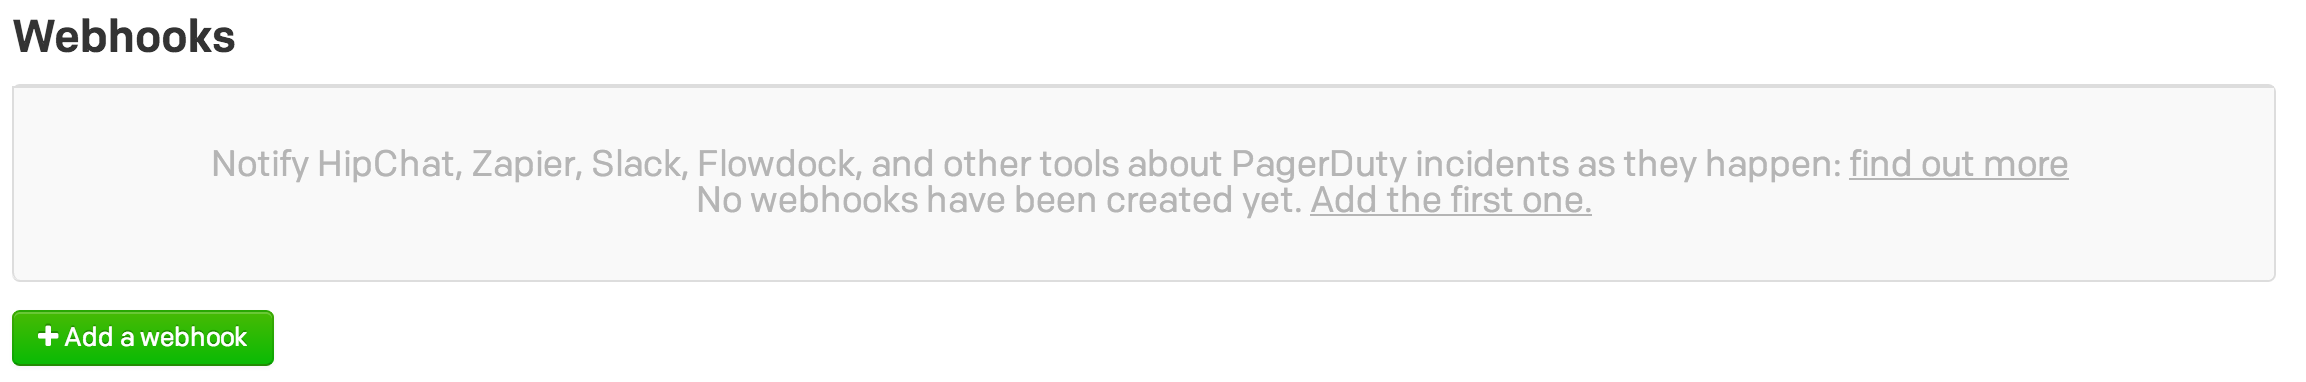 Webhooks
Notify HipChat, Zapier, Slack, Flowdock, and other tools about PagerDuty incidents as they happen: find out more
No webhooks have been created yet. Add the first one.
+ Add a webhook